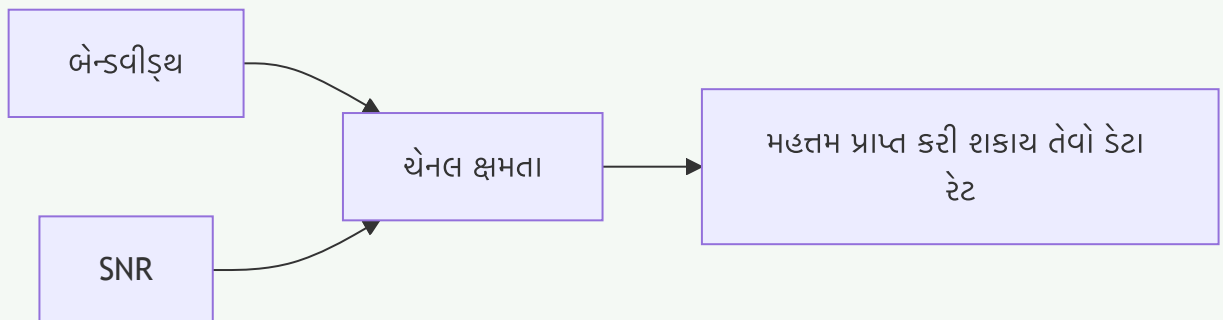 બેન્ડવીડ્થ
ચેનલ ક્ષમતા
મહત્તમ પ્રાપ્ત કરી શકાય તેવો ડેટા
રેટ
SNR